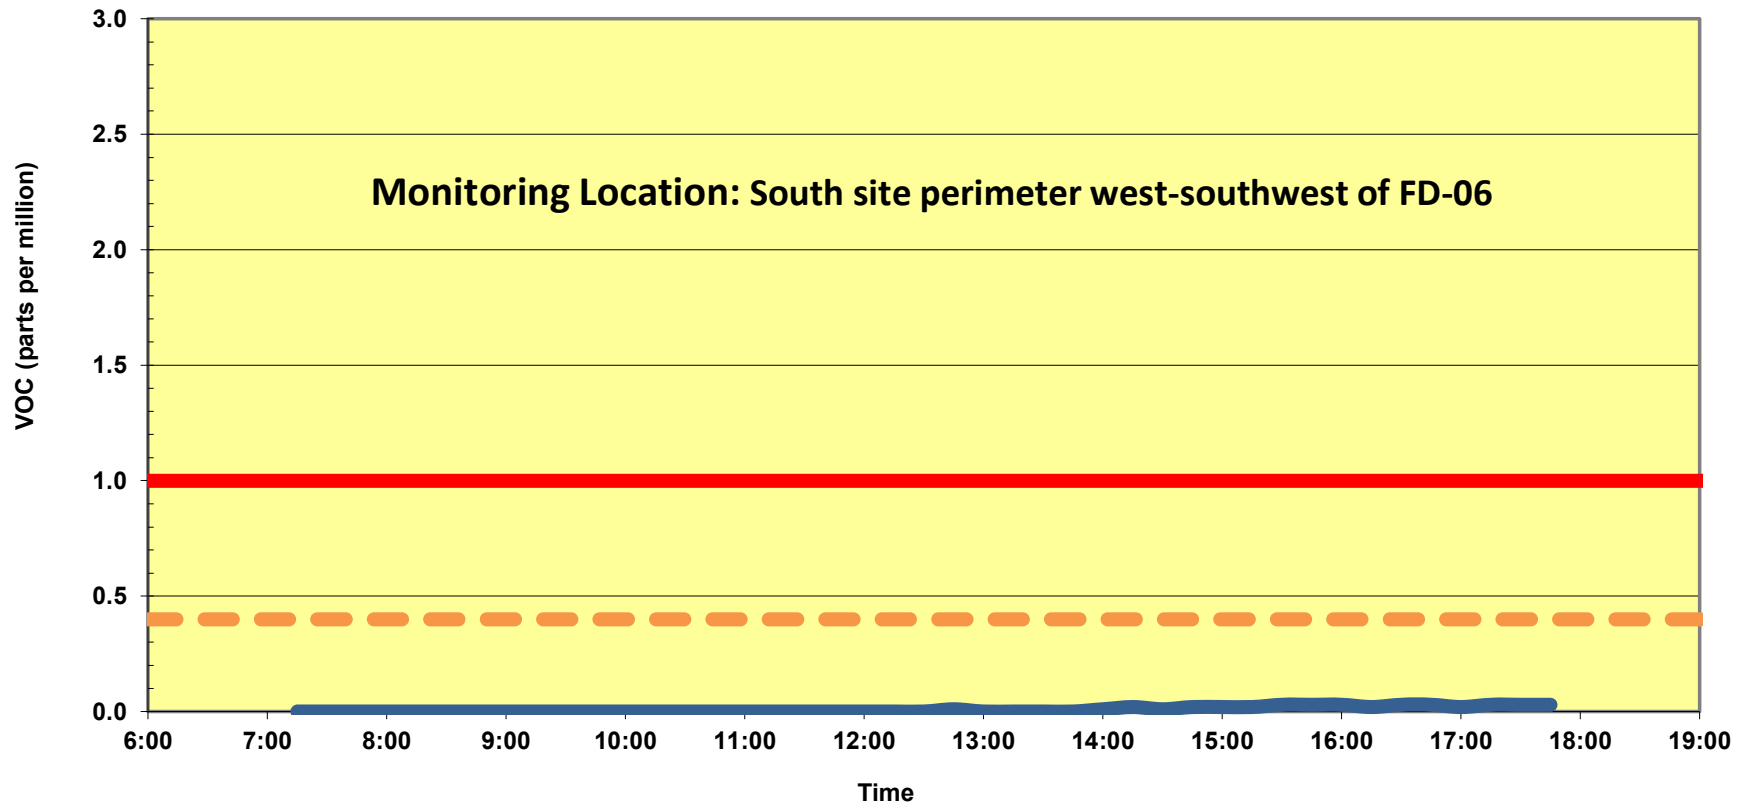 3.0
2.5
2.0
1.5
1.0
0.5
0.0
VOC (parts per million)
Monitoring Location: South site perimeter west-southwest of FD-06
6:00 7:00 8:00 9:00 10:00 11:00 12:00 13:00 14:00 15:00 16:00 17:00 18:00 19:00
Time